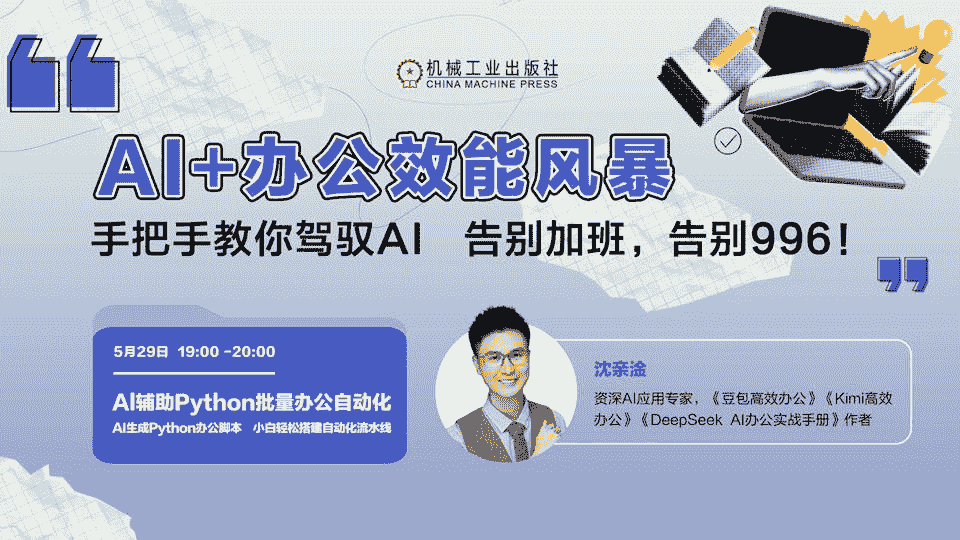 机械工业出版社
CHINA MACHINE PRESS
AI+办公效能风暴
手把手教你驾驭AI 告别加班，告别996！
5月29日 19:00 -20:00
AI辅助Python批量办公自动化
AI生成Python办公脚本 小白轻松搭建自动化流水线
沈亲淦
资深AI应用专家，《豆包高效办公》《Kimi高效
办公》《DeepSeek AI办公实战手册》作者